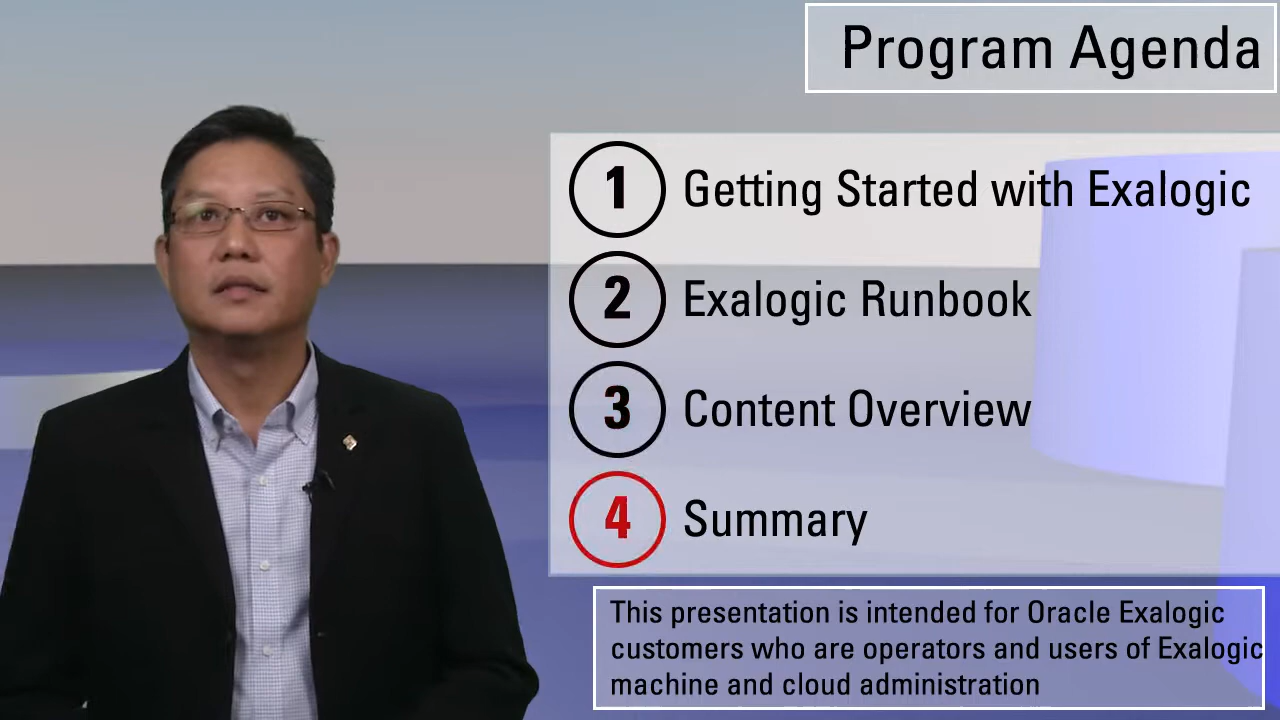 Program Agenda
1 Getting Started with Exalogic
2 Exalogic Runbook
3 Content Overview
4 Summary
This presentation is intended for Oracle Exalogic
customers who are operators and users of Exalogic
machine and cloud administration